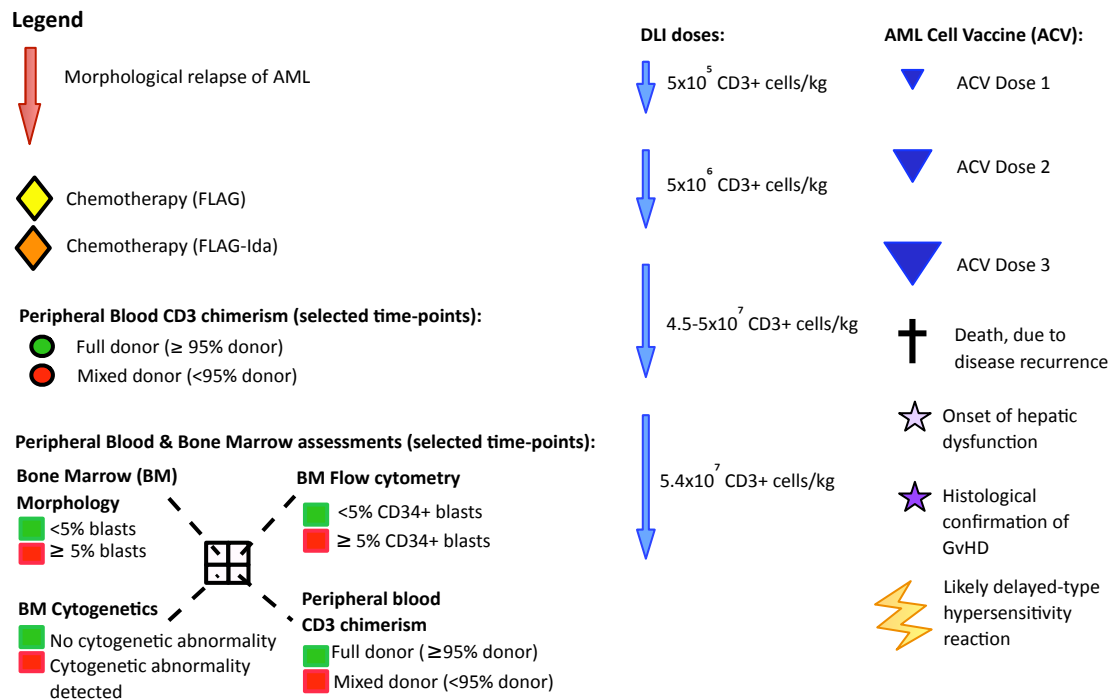 Legend
Morphological relapse of AML
Chemotherapy (FLAG)
Chemotherapy (FLAG-Ida)
Peripheral Blood CD3 chimerism (selected time-points):
Full donor (≥ 95% donor)
Mixed donor (<95% donor)
Peripheral Blood & Bone Marrow assessments (selected time-points):
Bone Marrow (BM)
Morphology
<5% blasts
≥ 5% blasts
BM Flow cytometry
<5% CD34+ blasts
≥ 5% CD34+ blasts
BM Cytogenetics
No cytogenetic abnormality
Cytogenetic abnormality
detected
Peripheral blood
CD3 chimerism
Full donor (≥95% donor)
Mixed donor (<95% donor)
DLI doses:
5x10⁵ CD3+ cells/kg
5x10⁶ CD3+ cells/kg
4.5-5x10⁷ CD3+ cells/kg
5.4x10⁷ CD3+ cells/kg
AML Cell Vaccine (ACV):
ACV Dose 1
ACV Dose 2
ACV Dose 3
Death, due to
disease recurrence
Onset of hepatic
dysfunction
Histological
confirmation of
GvHD
Likely delayed-type
hypersensitivity
reaction